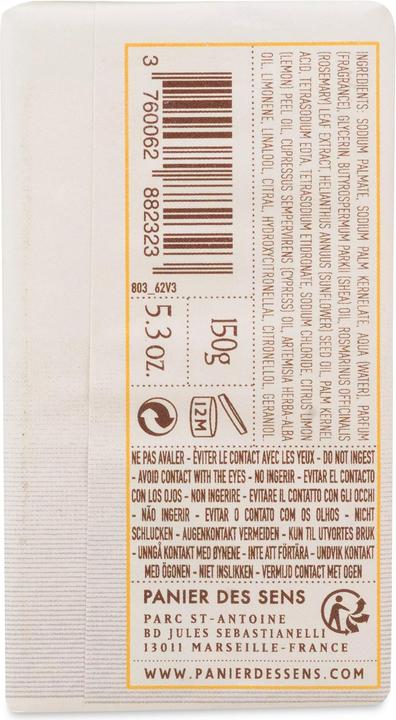 INGREDIENTS: SODIUM PALMATE, SODIUM PALM KERNELATE, AQUA (WATER), PARFUM
(FRAGRANCE), GLYCERIN, BUTYROSPERMUM PARKII (SHEA) OIL, ROSMARINUS OFFICINALIS
(ROSEMARY) LEAF EXTRACT, HELIANTHUS ANNUUS (SUNFLOWER) SEED OIL, PALM KERNEL
ACID, TETRASODIUM EDTA, TETRASODIUM ETIDRONATE, SODIUM CHLORIDE, CITRUS LIMON
(LEMON) PEEL OIL, CUPRESSUS SEMPERVIRENS (CYPRESS) OIL, ARTEMISIA HERBA-ALBA
OIL, LIMONENE, LINALOOL, CITRAL, HYDROXYCITRONELLAL, CITRONELLOL, GERANIOL
3 760062 882323
803_62V3
150g
5.3 OZ.
12M
NE PAS AVALER - ÉVITER LE CONTACT AVEC LES YEUX - DO NOT INGEST
- AVOID CONTACT WITH THE EYES - NO INGERIR - EVITAR EL CONTACTO
CON LOS OJOS - NON INGERIRE - EVITARE IL CONTATTO CON GLI OCCHI
- NÃO INGERIR - EVITAR O CONTATO COM OS OLHOS - NICHT
SCHLUCKEN - AUGENKONTAKT VERMEIDEN - KUN TIL UTVORTES BRUK
- UNNGÅ KONTAKT MED ØYNENE - INTE ATT FÖRTÄRA - UNDVIK KONTAKT
MED ÖGONEN - NIET INSLIKKEN - VERMIJD CONTACT MET OGEN
PANIER DES SENS
PARC ST-ANTOINE
BD JULES SEBASTIANELLI
13011 MARSEILLE-FRANCE
WWW.PANIERDESSENS.COM